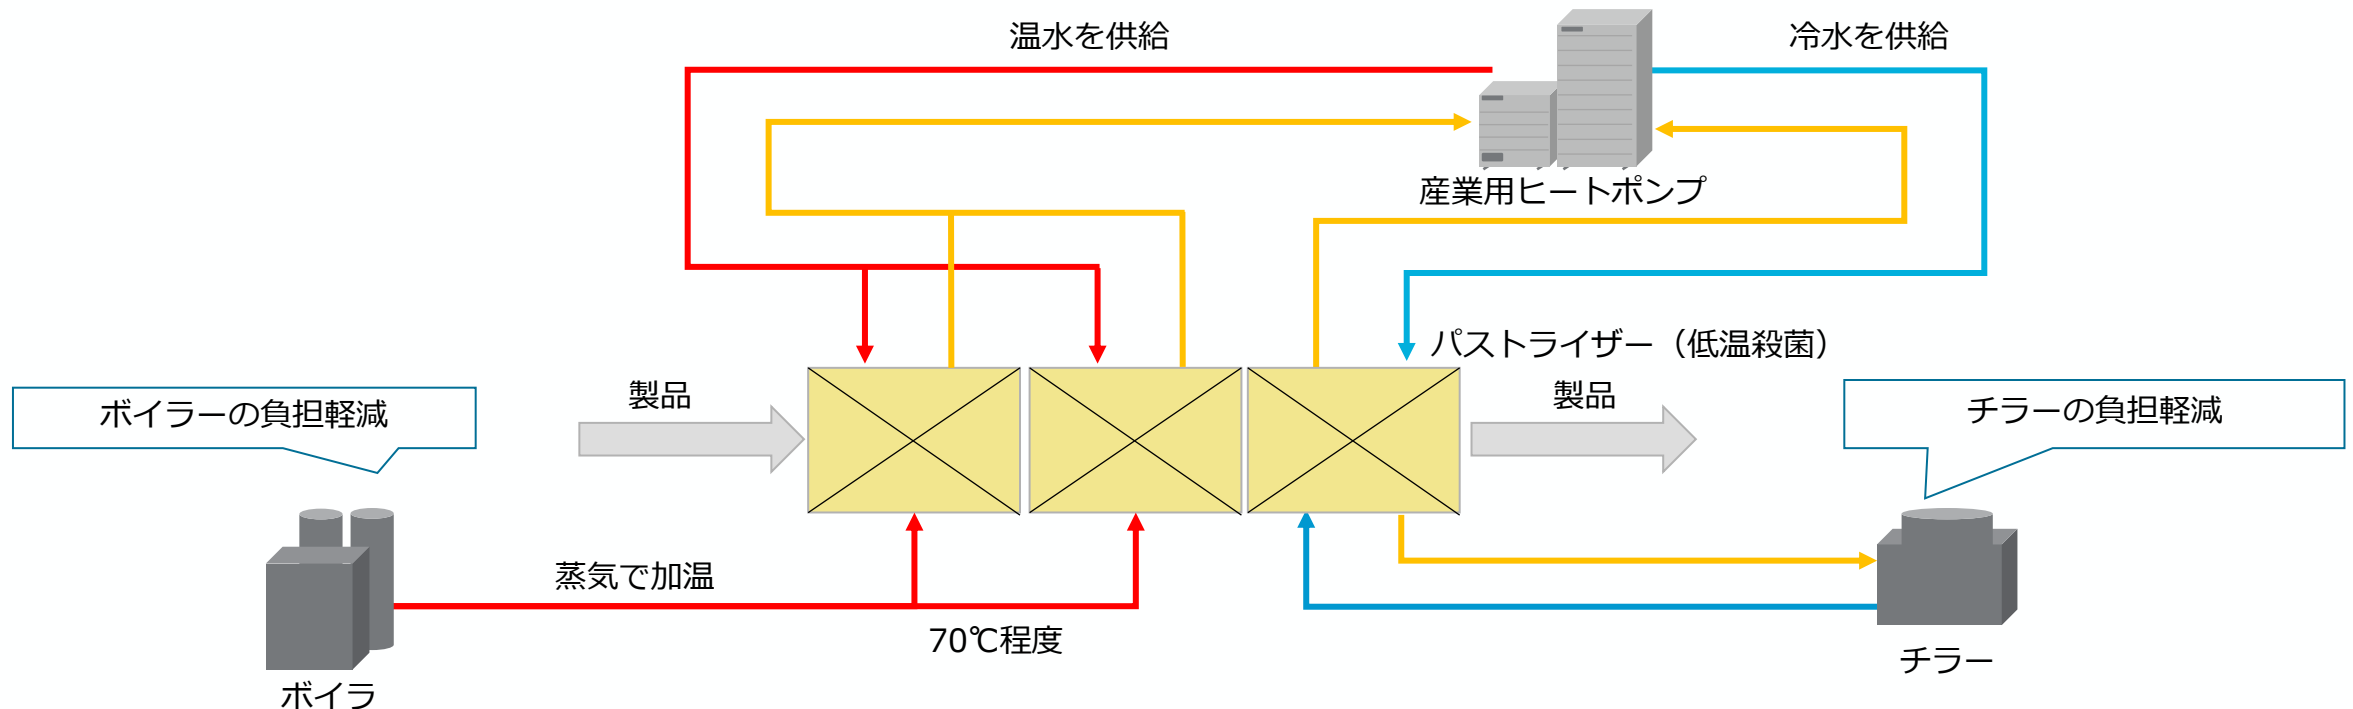 温水を供給
冷水を供給
産業用ヒートポンプ
パストライザー（低温殺菌）
ボイラーの負担軽減
製品
製品
チラーの負担軽減
蒸気で加温
70℃程度
チラー
ボイラ